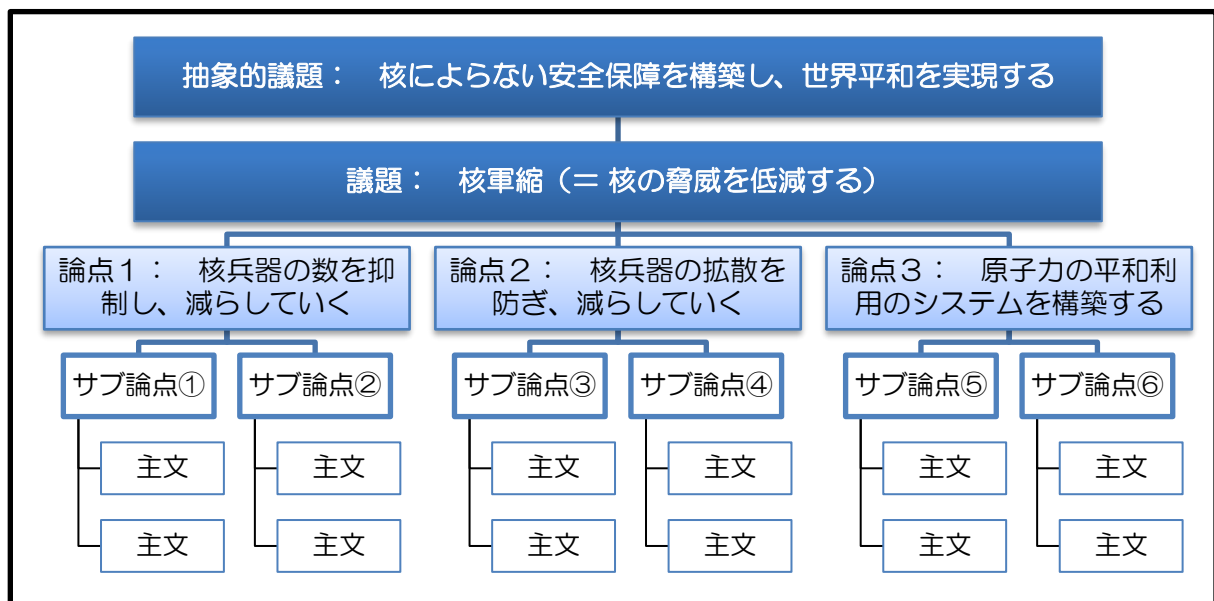 抽象的議題： 核によらない安全保障を構築し、世界平和を実現する
議題： 核軍縮（＝ 核の脅威を低減する）
論点１： 核兵器の数を抑
制し、減らしていく
論点２： 核兵器の拡散を
防ぎ、減らしていく
論点３： 原子力の平和利
用のシステムを構築する
サブ論点①
サブ論点②
サブ論点③
サブ論点④
サブ論点⑤
サブ論点⑥
主文
主文
主文
主文
主文
主文
主文
主文
主文
主文
主文
主文